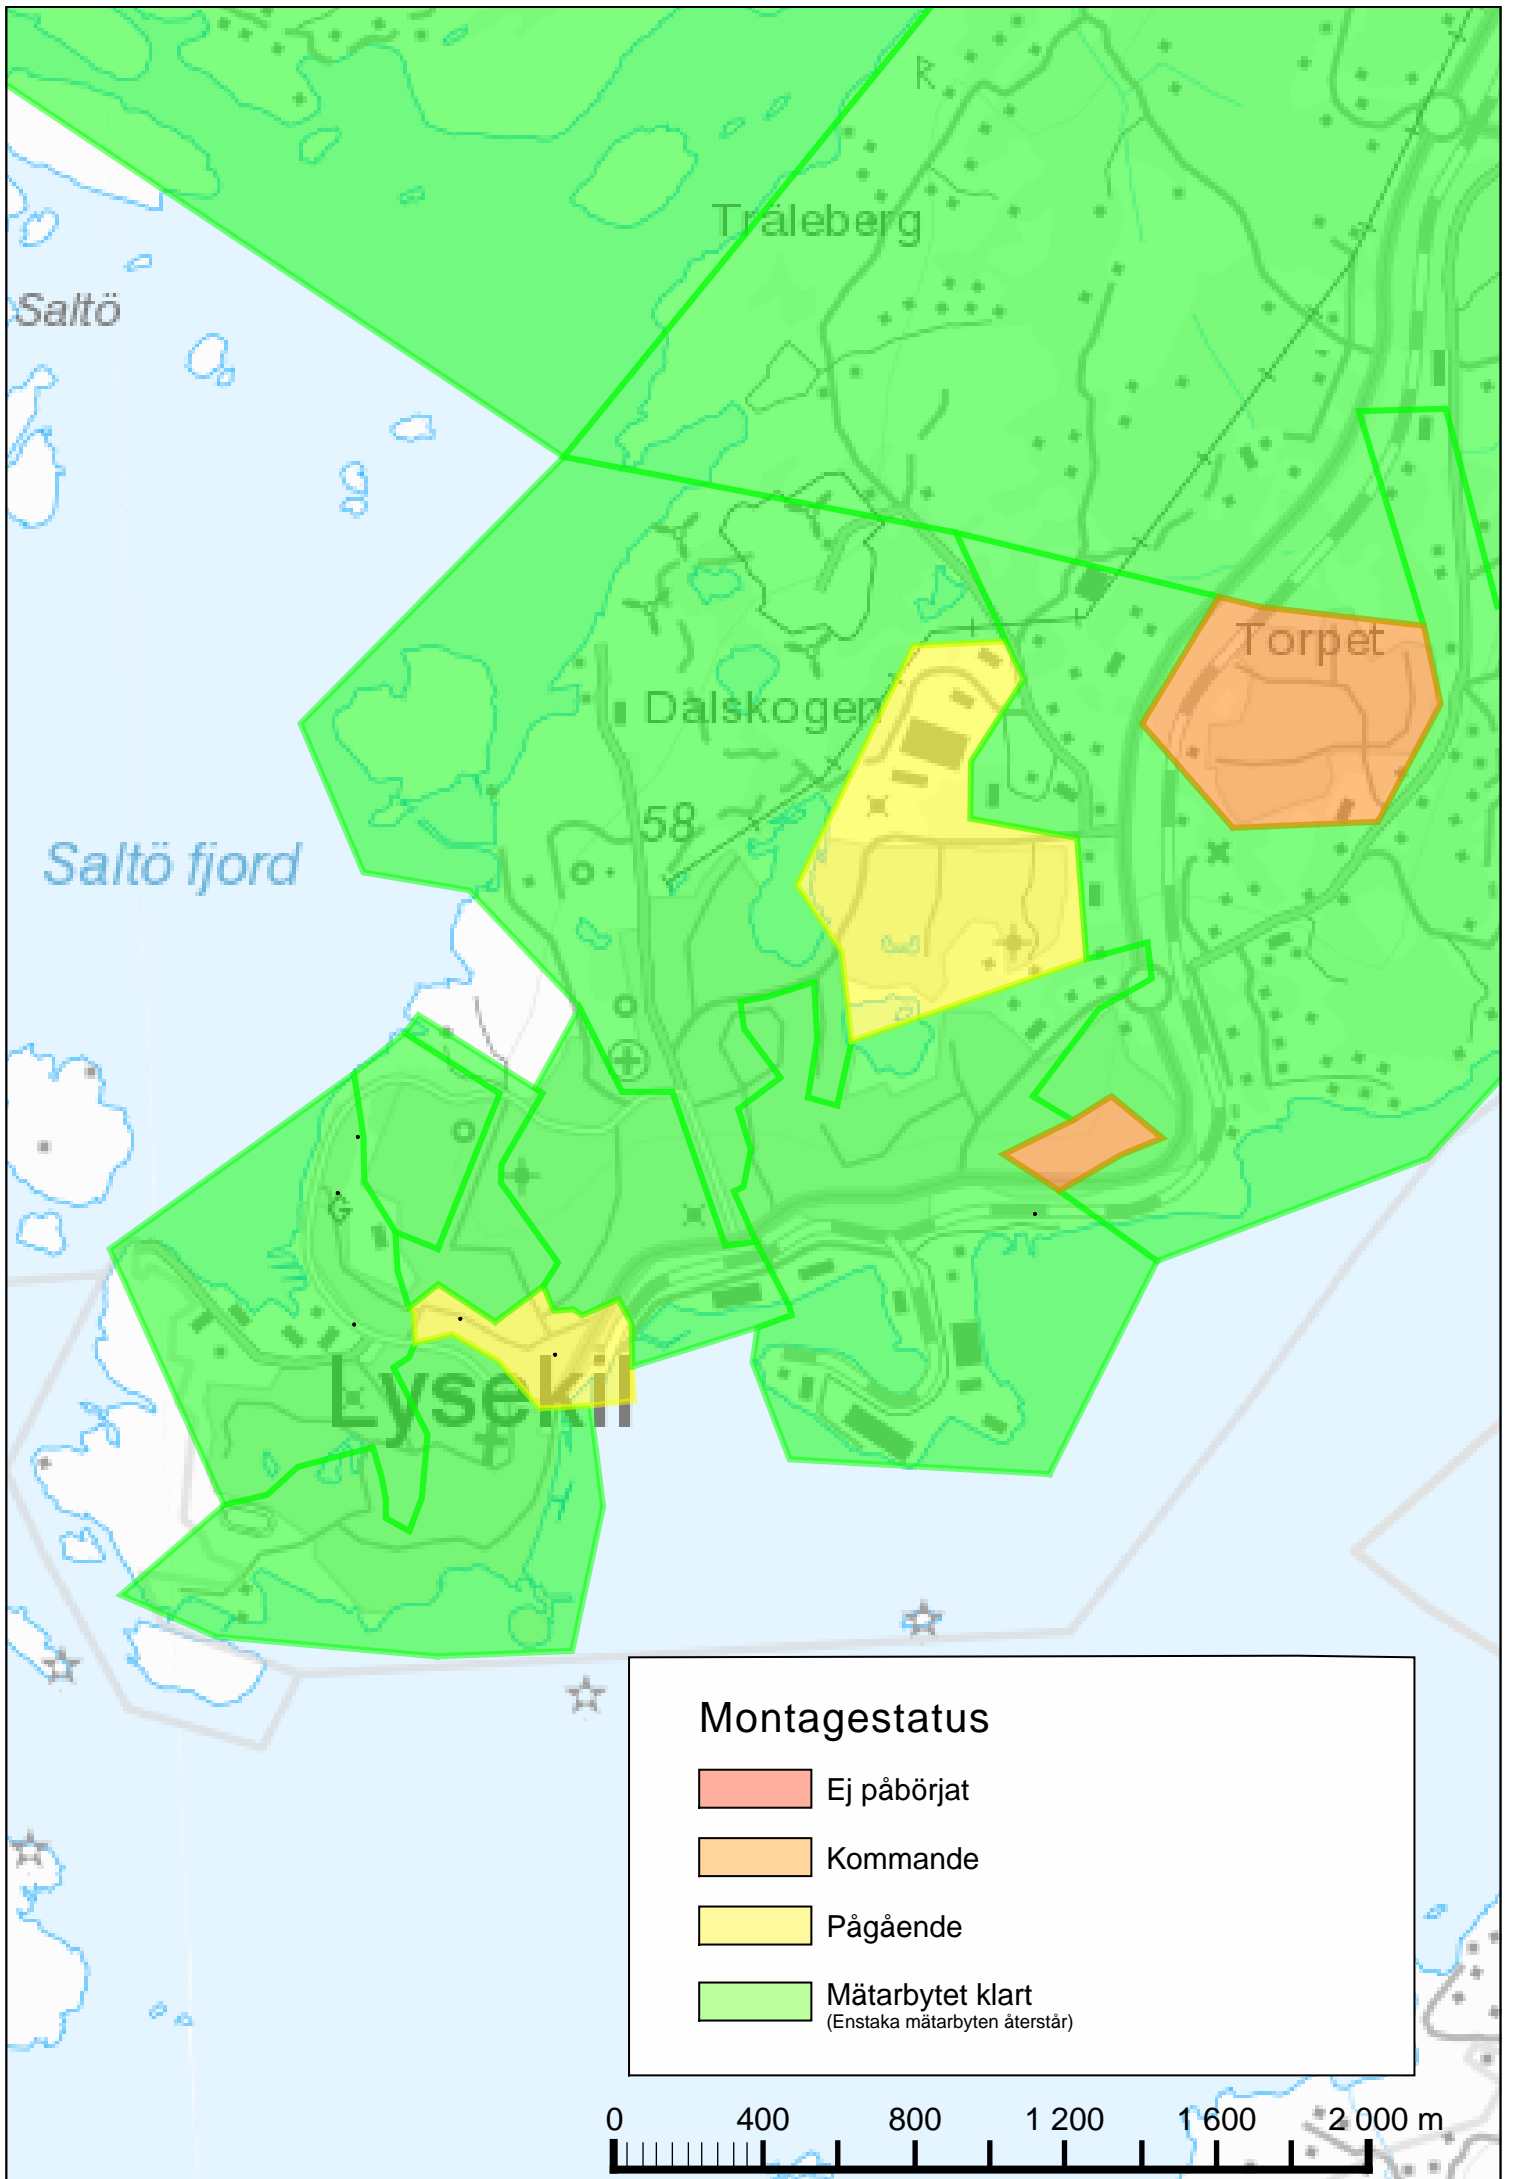 R
Träleberg
Saltö
Torpet
Dalskogen
58
Saltö fjord
G
Lysekil
Montagestatus
Ej påbörjat
Kommande
Pågående
Mätarbytet klart
(Enstaka mätarbyten återstår)
0 400 800 1 200 1 600 2 000 m